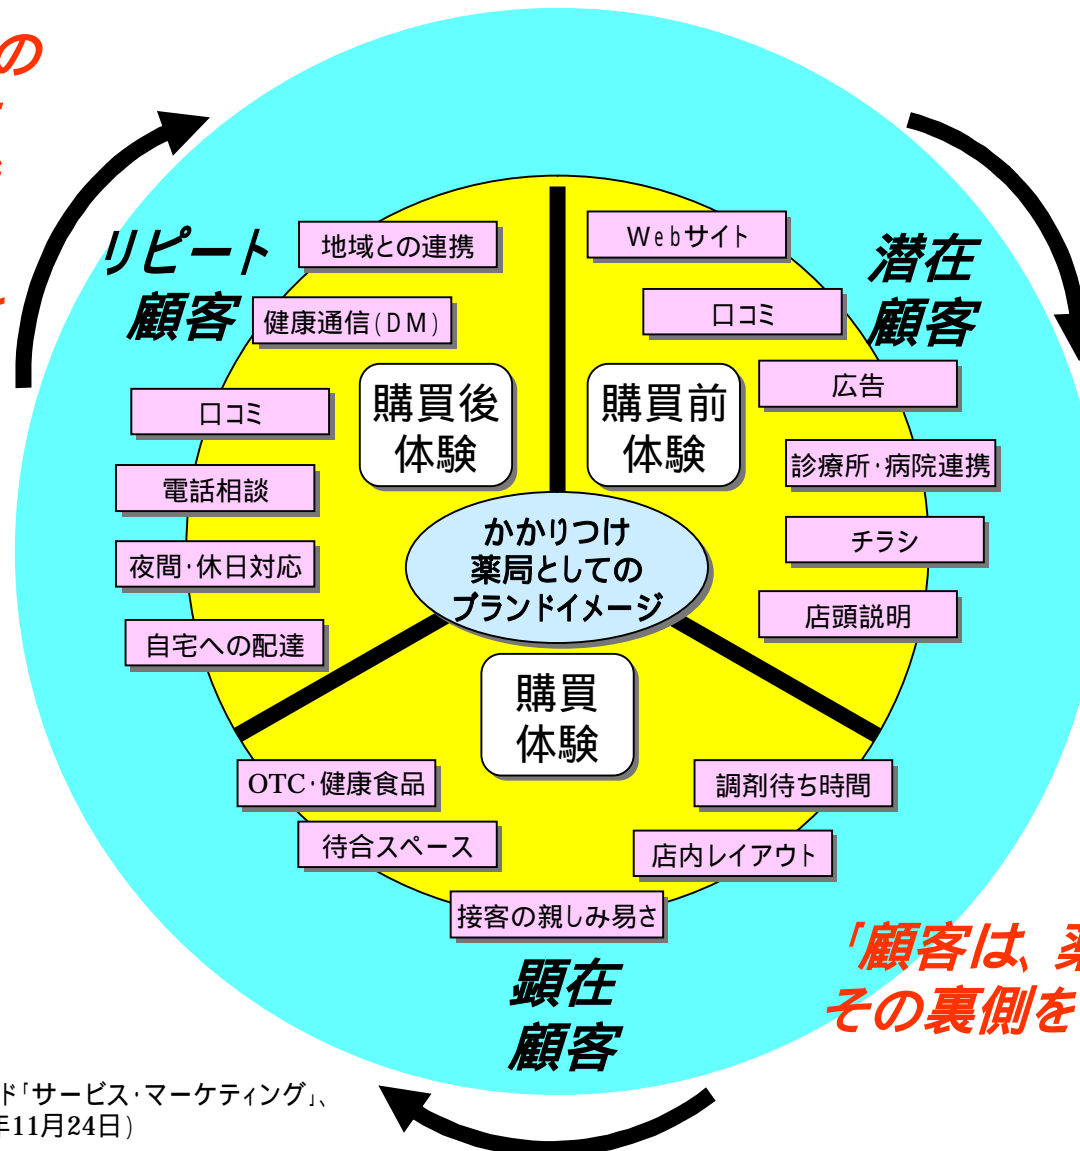 の
リピート
顧客
地域との連携
健康通信(DM)
口コミ
電話相談
夜間・休日対応
自宅への配達
購買後
体験
Webサイト
口コミ
広告
診療所・病院連携
チラシ
店頭説明
潜在
顧客
購買前
体験
かかりつけ
薬局としての
ブランドイメージ
購買
体験
OTC・健康食品
待合スペース
接客の親しみ易さ
店内レイアウト
調剤待ち時間
顕在
顧客
「顧客は、薬
その裏側を
ド「サービス・マーケティング」、
年11月24日)